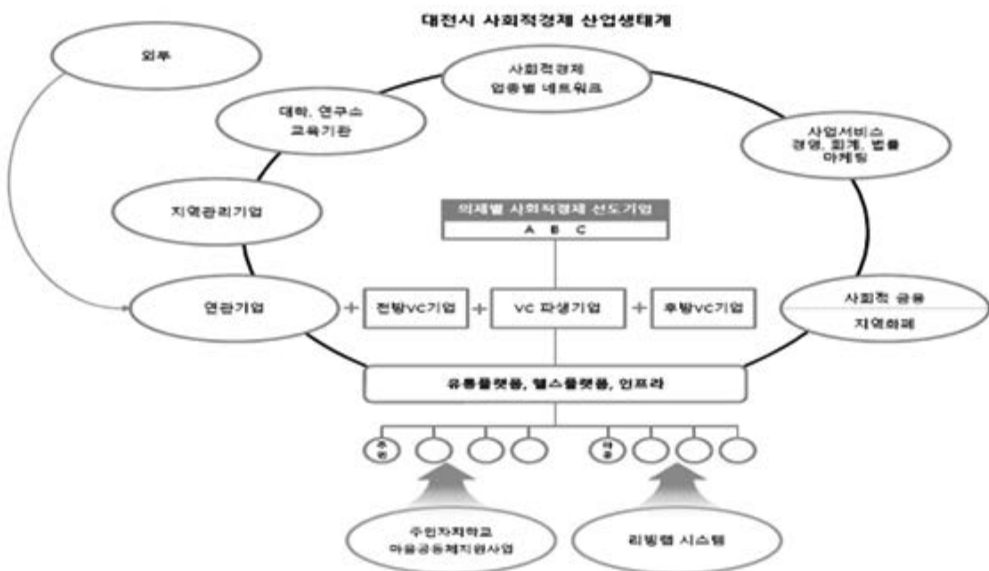 대전시 사회적경제 산업생태계
외부
사회적경제
업종별 네트워크
대학, 연구소
교육기관
사업서비스
경영, 회계, 법률
마케팅
지역관리기업
의제별 사회적경제 선도기업
A B C
연관기업
+
전방VC기업
+
VC 파생기업
+
후방VC기업
사회적 금융
지역화폐
유통플랫폼, 헬스플랫폼, 인프라
주민
마을
주민자치학교
마을공동체지원사업
리빙랩 시스템